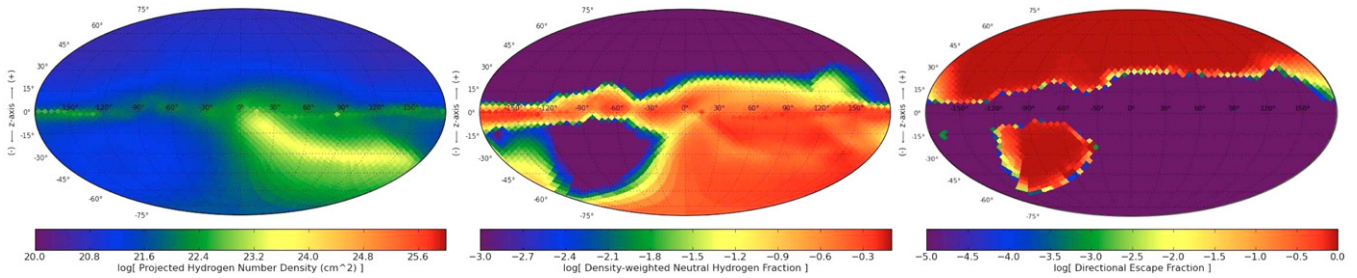 75°
75°
75°
60°
60°
60°
45°
45°
45°
30°
30°
30°
15°
15°
15°
(-) ←— z-axis —→ (+)
(-) ←— z-axis —→ (+)
(-) ←— z-axis —→ (+)
0° -150° -120° -90° -60° -30° 0° 30° 60° 90° 120° 150°
0° -150° -120° -90° -60° -30° 0° 30° 60° 90° 120° 150°
0° -150° -120° -90° -60° -30° 0° 30° 60° 90° 120° 150°
-15°
-15°
-15°
-30°
-30°
-30°
-45°
-45°
-45°
-60°
-60°
-60°
-75°
-75°
-75°
20.0 20.8 21.6 22.4 23.2 24.0 24.8 25.6
log[ Projected Hydrogen Number Density (cm^2) ]
−3.0 −2.7 −2.4 −2.1 −1.8 −1.5 −1.2 −0.9 −0.6 −0.3
log[ Density-weighted Neutral Hydrogen Fraction ]
−5.0 −4.5 −4.0 −3.5 −3.0 −2.5 −2.0 −1.5 −1.0 −0.5 0.0
log[ Directional Escape Fraction ]